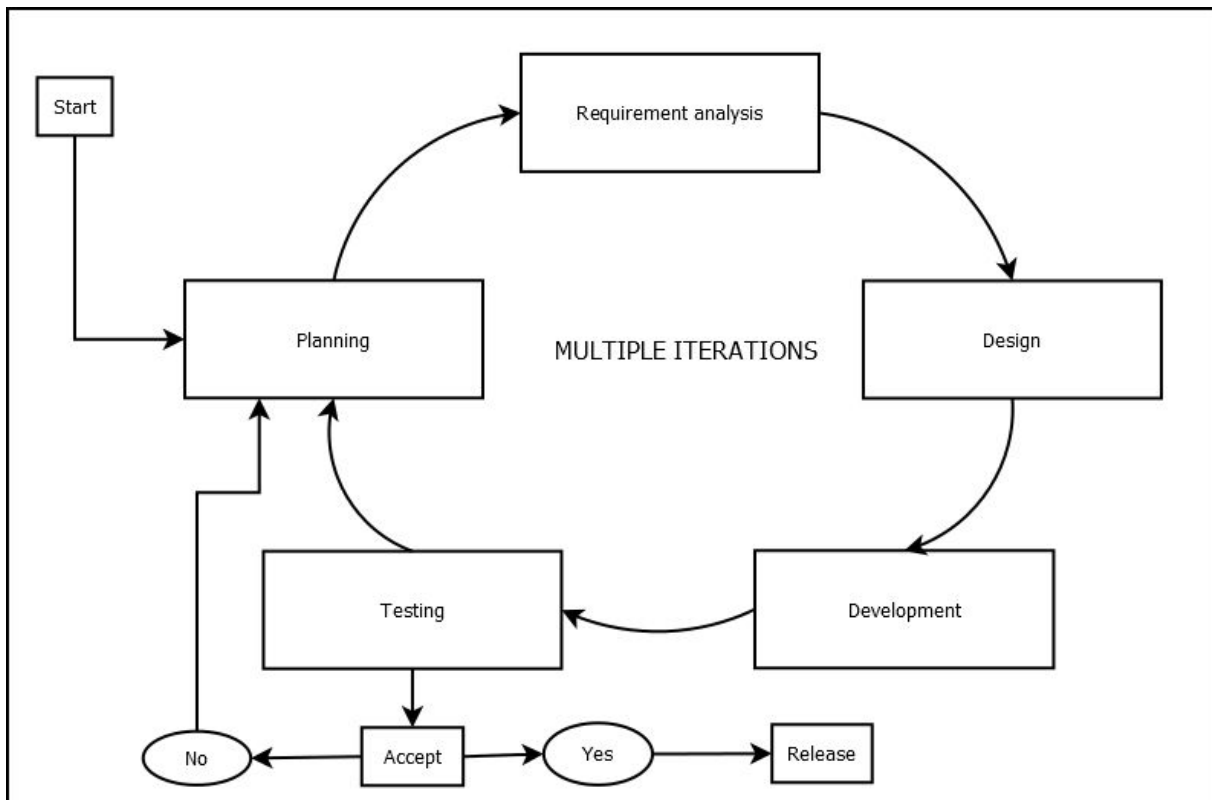 Start
Requirement analysis
Planning
MULTIPLE ITERATIONS
Design
Testing
Development
No
Accept
Yes
Release